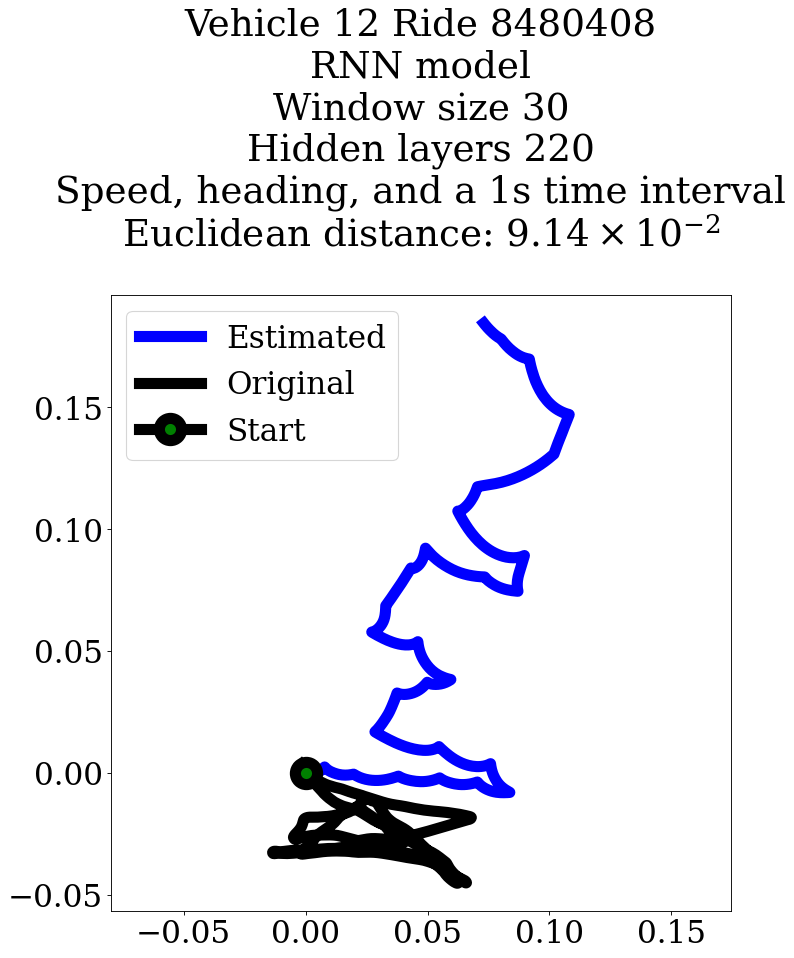 Vehicle 12 Ride 8480408
RNN model
Window size 30
Hidden layers 220
Speed, heading, and a 1s time interval
Euclidean distance: 9.14 × 10⁻²
Estimated
Original
Start
0.15
0.10
0.05
0.00
−0.05
−0.05 0.00 0.05 0.10 0.15